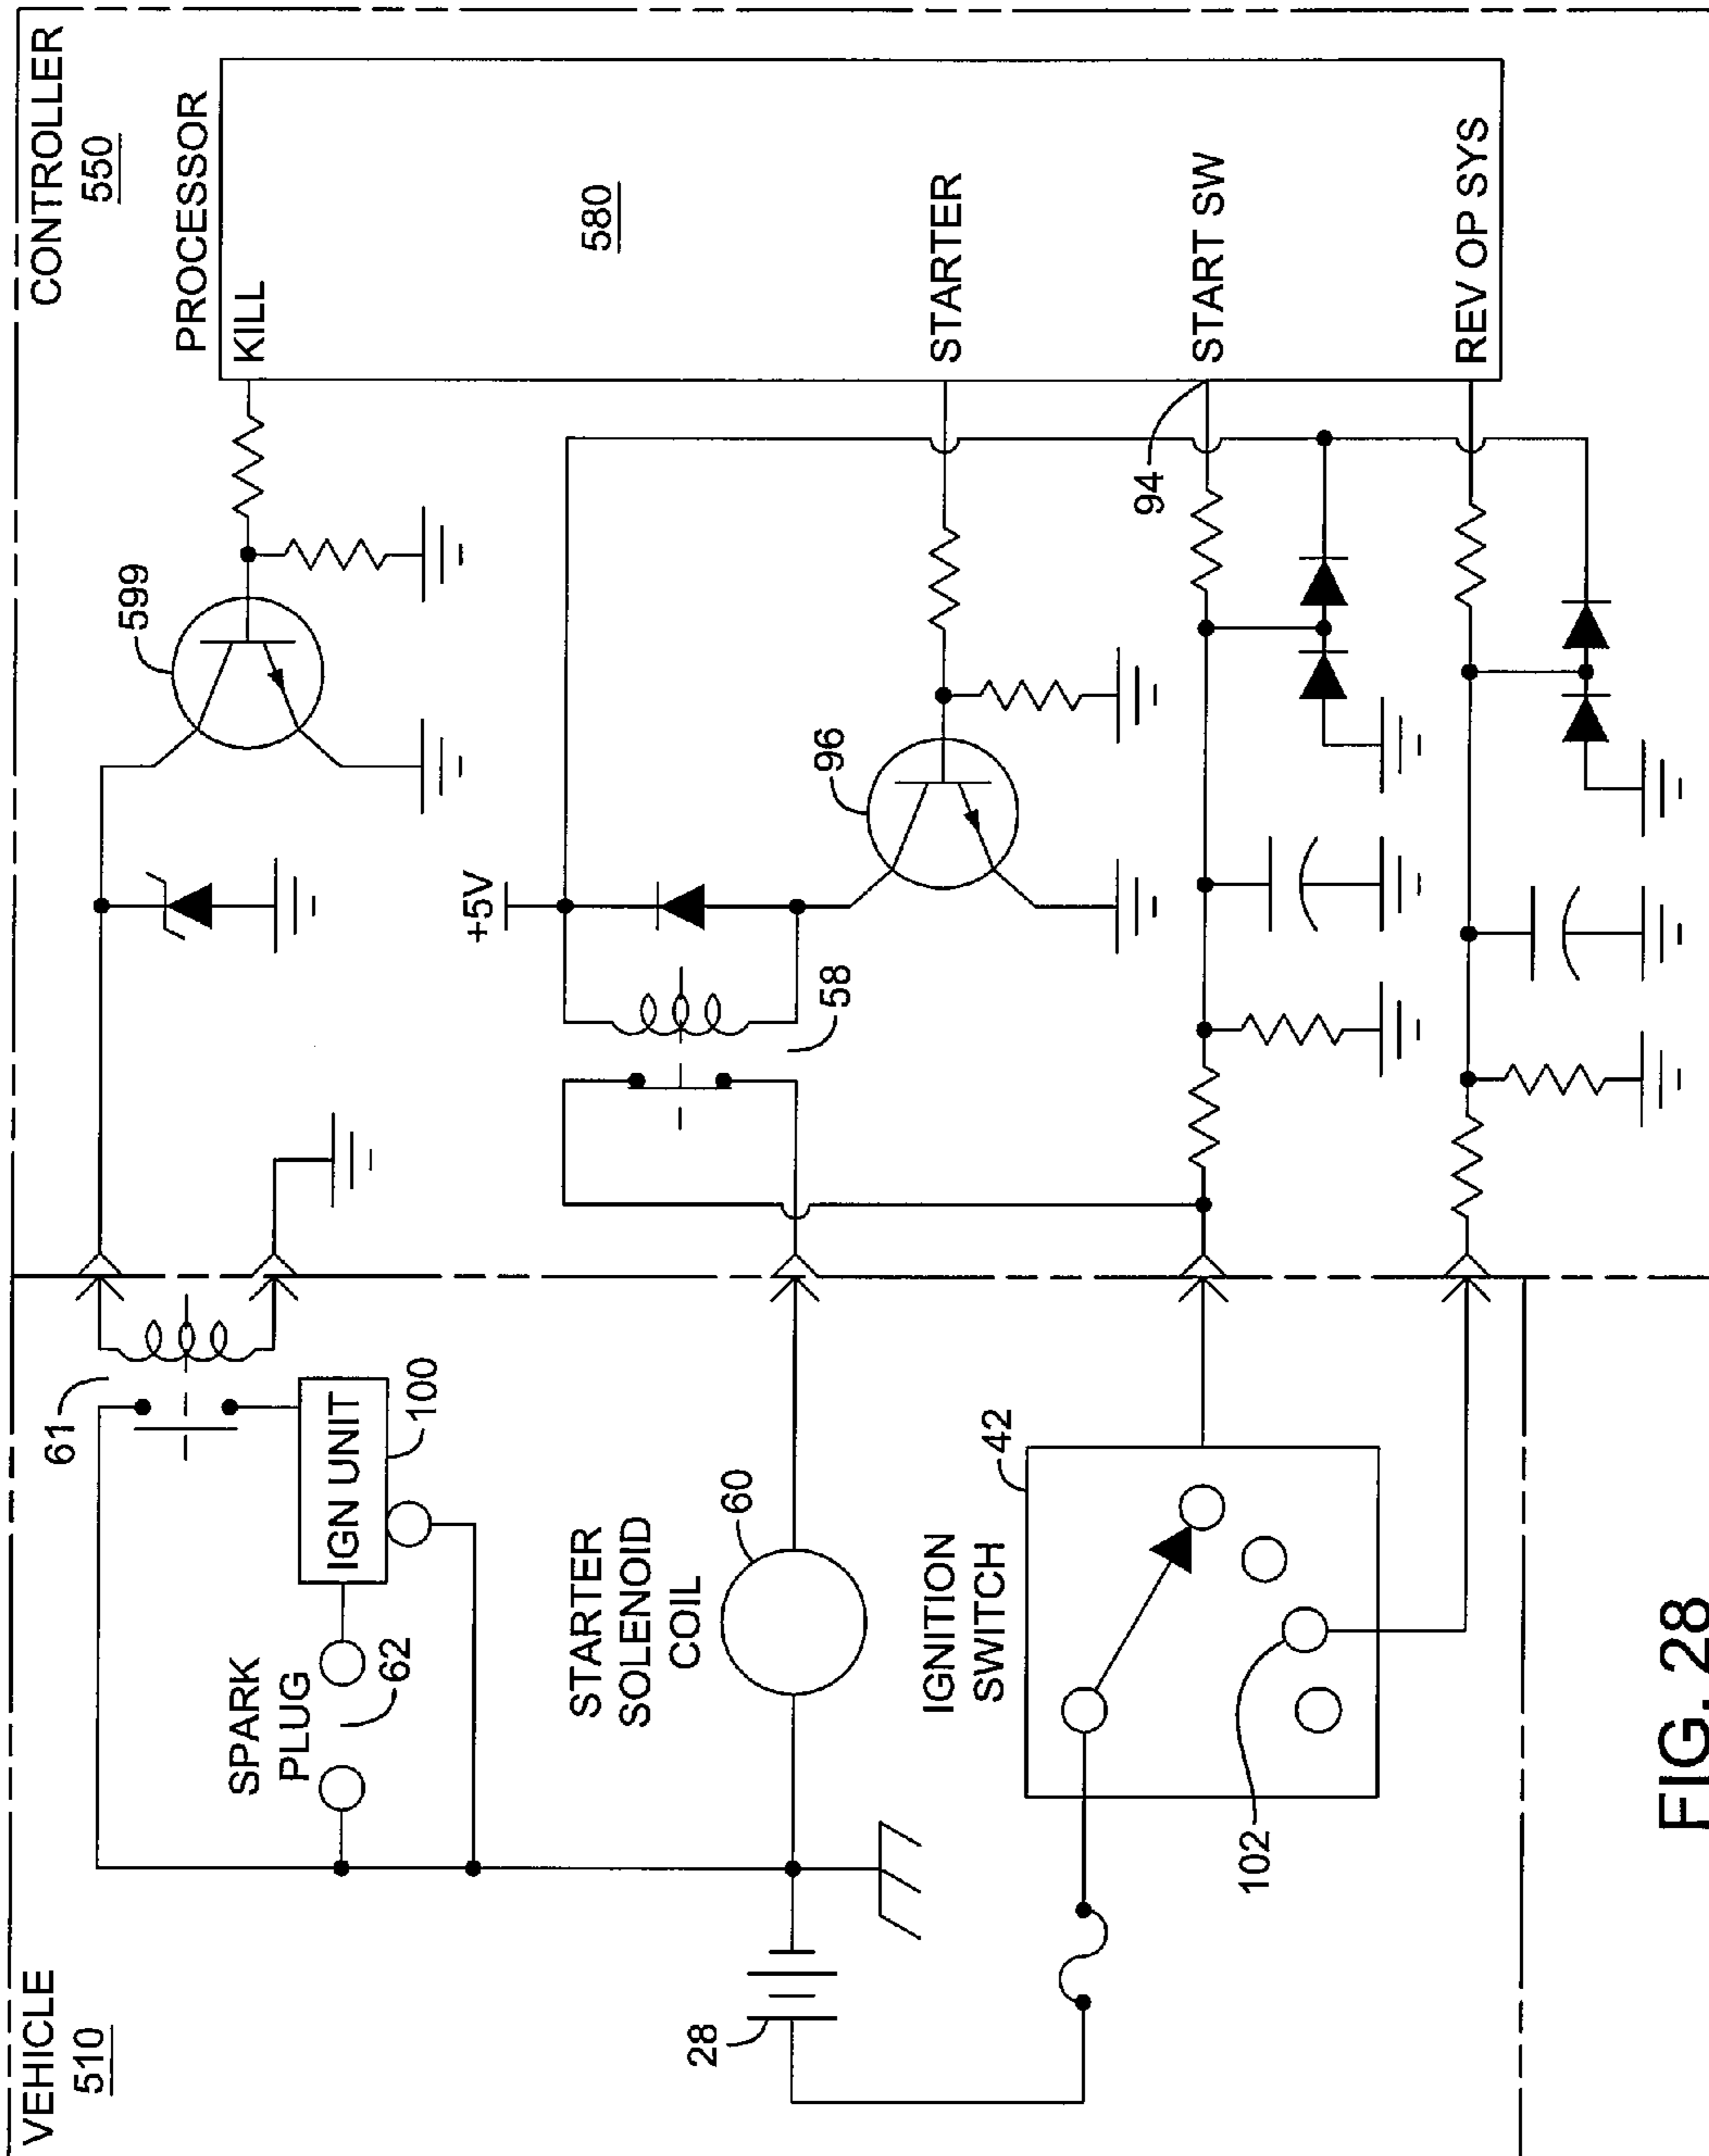 VEHICLE
510
CONTROLLER
550
PROCESSOR
KILL
580
STARTER
START SW
REV OP SYS
94
599
+5V
96
58
61
IGN UNIT
100
SPARK
PLUG
62
STARTER
SOLENOID
COIL
60
28
IGNITION
SWITCH
42
102
FIG. 28